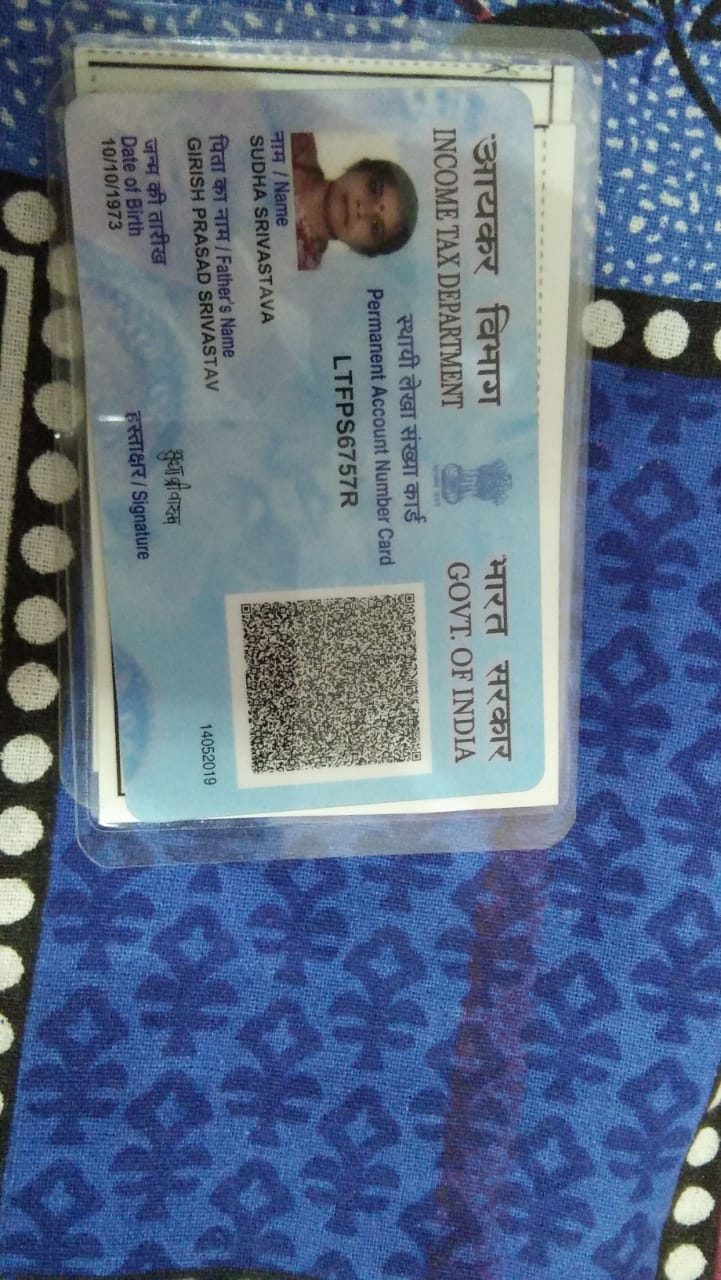 आयकर विभाग
INCOME TAX DEPARTMENT
भारत सरकार
GOVT. OF INDIA
स्थायी लेखा संख्या कार्ड
Permanent Account Number Card
LTFPS6757R
नाम / Name
SUDHA SRIVASTAVA
पिता का नाम / Father's Name
GIRISH PRASAD SRIVASTAV
जन्म की तारीख
Date of Birth
10/10/1973
हस्ताक्षर / Signature
14052019